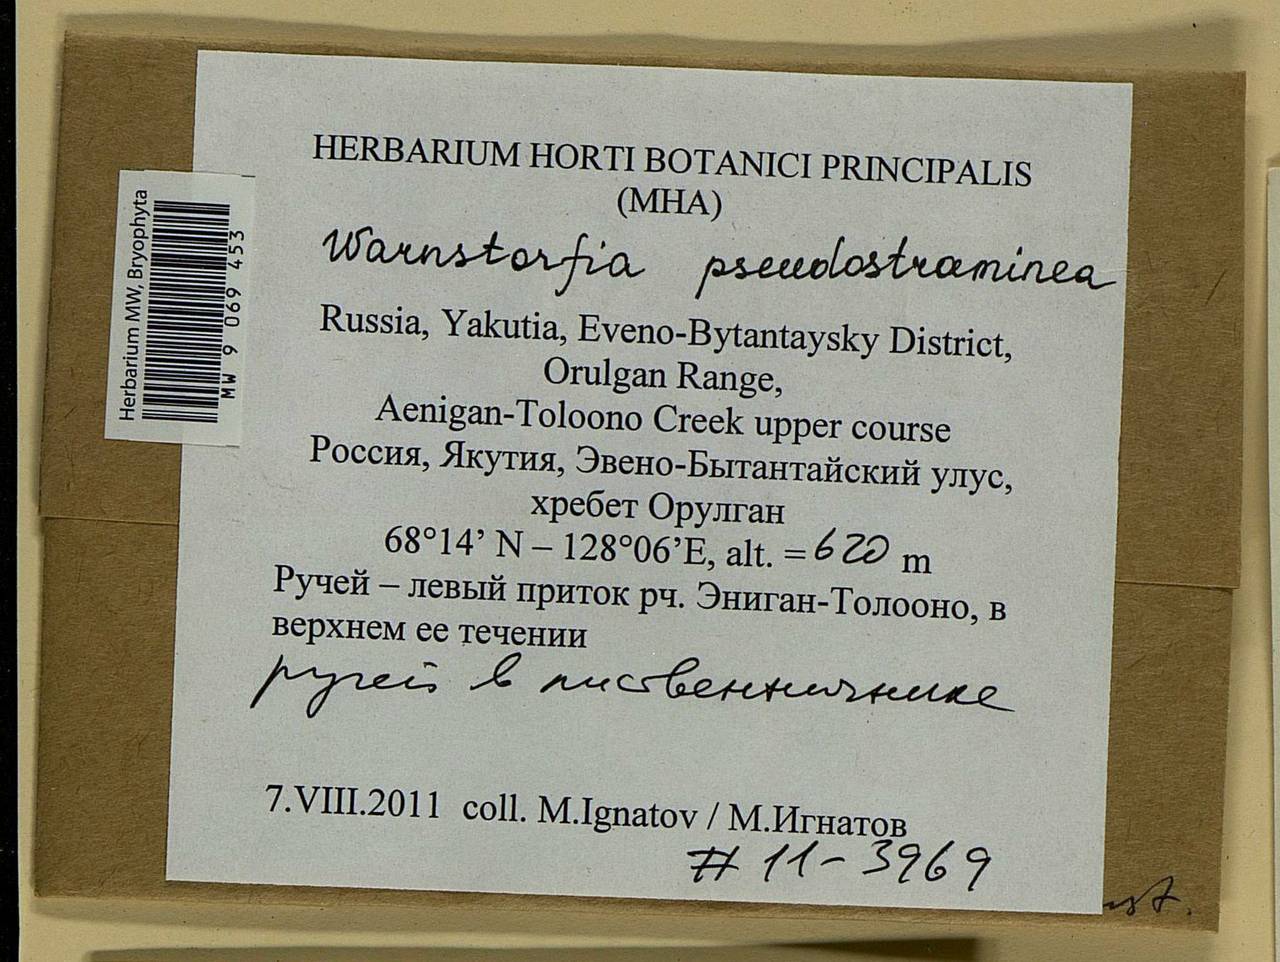 HERBARIUM HORTI BOTANICI PRINCIPALIS
(MHA)
Warnstorfia pseudostraminea
Herbarium MW, Bryophyta
MW 9 069 453
Russia, Yakutia, Eveno-Bytantaysky District,
Orulgan Range,
Aenigan-Toloono Creek upper course
Россия, Якутия, Эвено-Бытантайский улус,
хребет Орулган
68°14’ N – 128°06’E, alt. = 620 m
Ручей – левый приток рч. Эниган-Толооно, в
верхнем ее течении
ручей в лиственничнике
7.VIII.2011 coll. M.Ignatov / М.Игнатов
# 11-3969